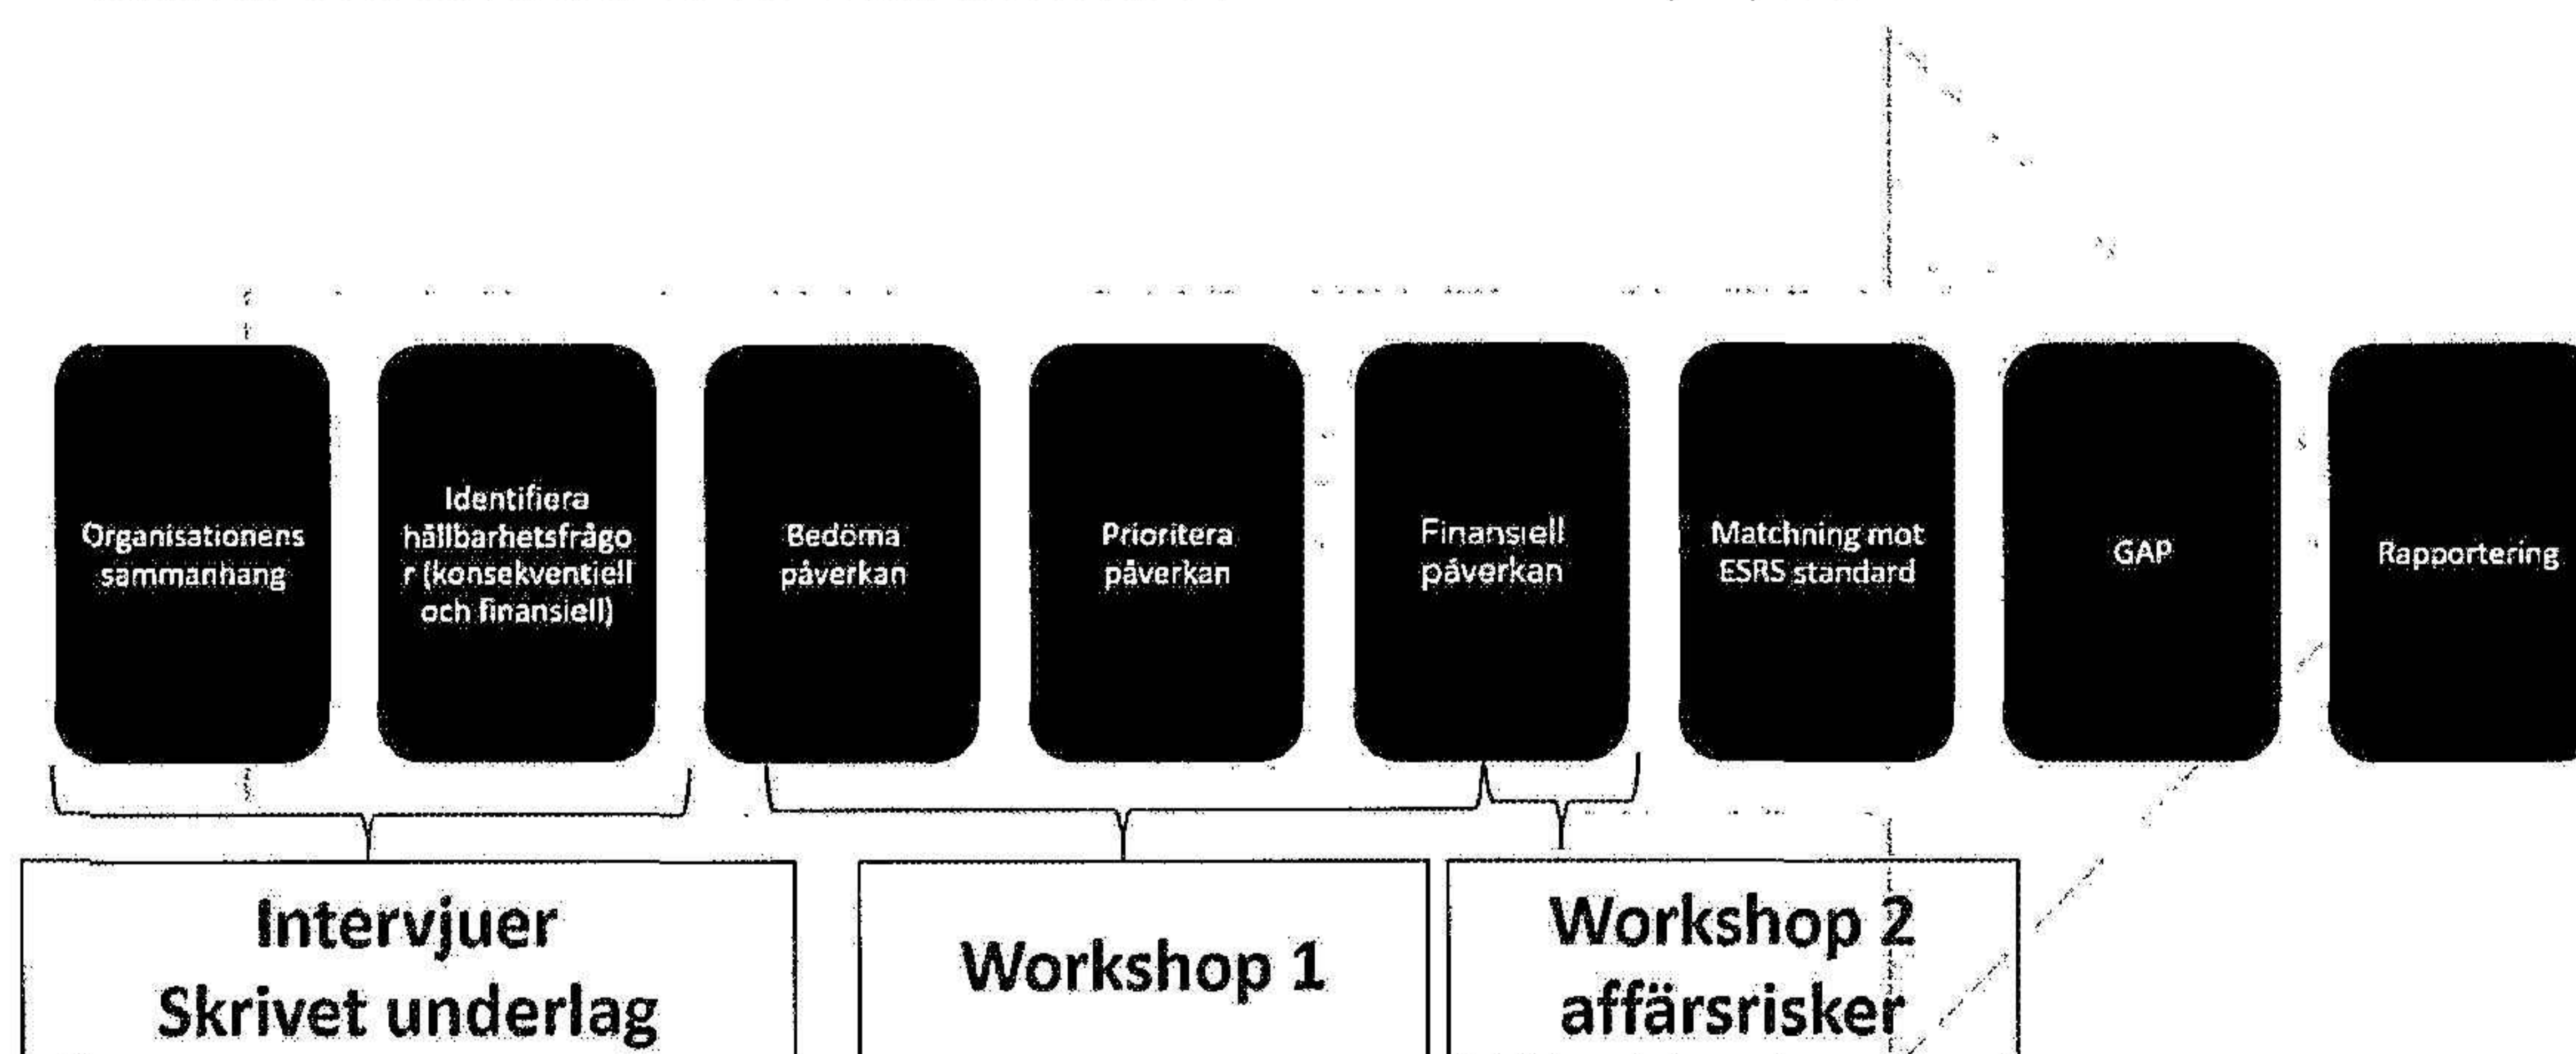 Organisationens
sammanhang
Identifiera
hållbarhetsfrågo
r (konsekventiell
och finansiell)
Bedöma
påverkan
Prioritera
påverkan
Finansiell
påverkan
Matchning mot
ESRS standard
GAP
Rapportering
Intervjuer
Skrivet underlag
Workshop 1
Workshop 2
affärsrisker